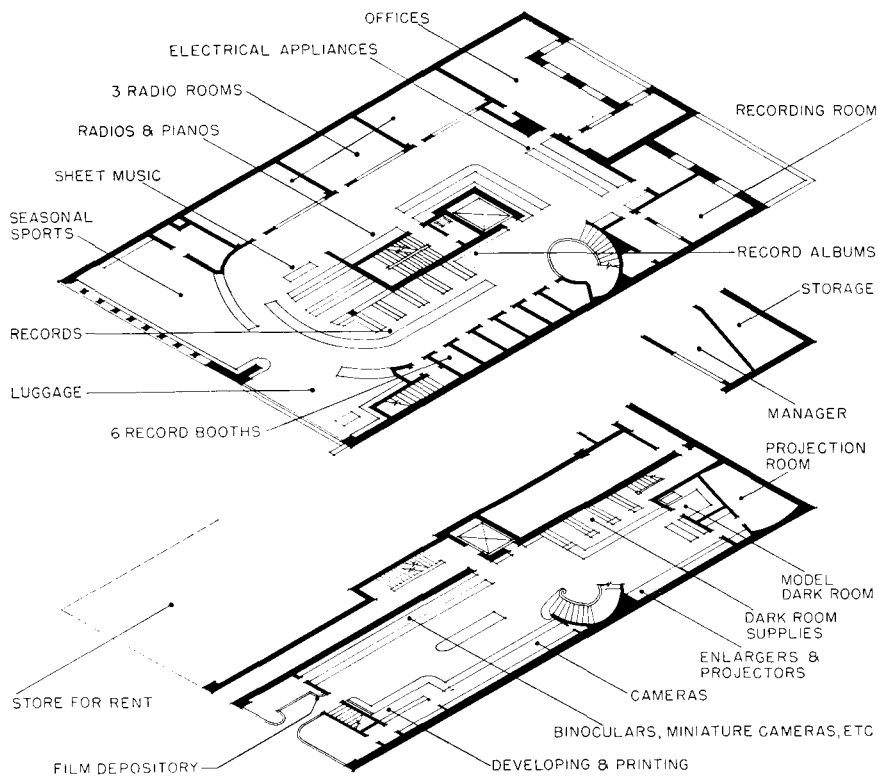 OFFICES
ELECTRICAL APPLIANCES
3 RADIO ROOMS
RECORDING ROOM
RADIOS & PIANOS
SHEET MUSIC
SEASONAL
SPORTS
RECORD ALBUMS
STORAGE
RECORDS
LUGGAGE
6 RECORD BOOTHS
MANAGER
PROJECTION
ROOM
MODEL
DARK ROOM
DARK ROOM
SUPPLIES
ENLARGERS &
PROJECTORS
STORE FOR RENT
CAMERAS
BINOCULARS, MINIATURE CAMERAS, ETC
FILM DEPOSITORY
DEVELOPING & PRINTING